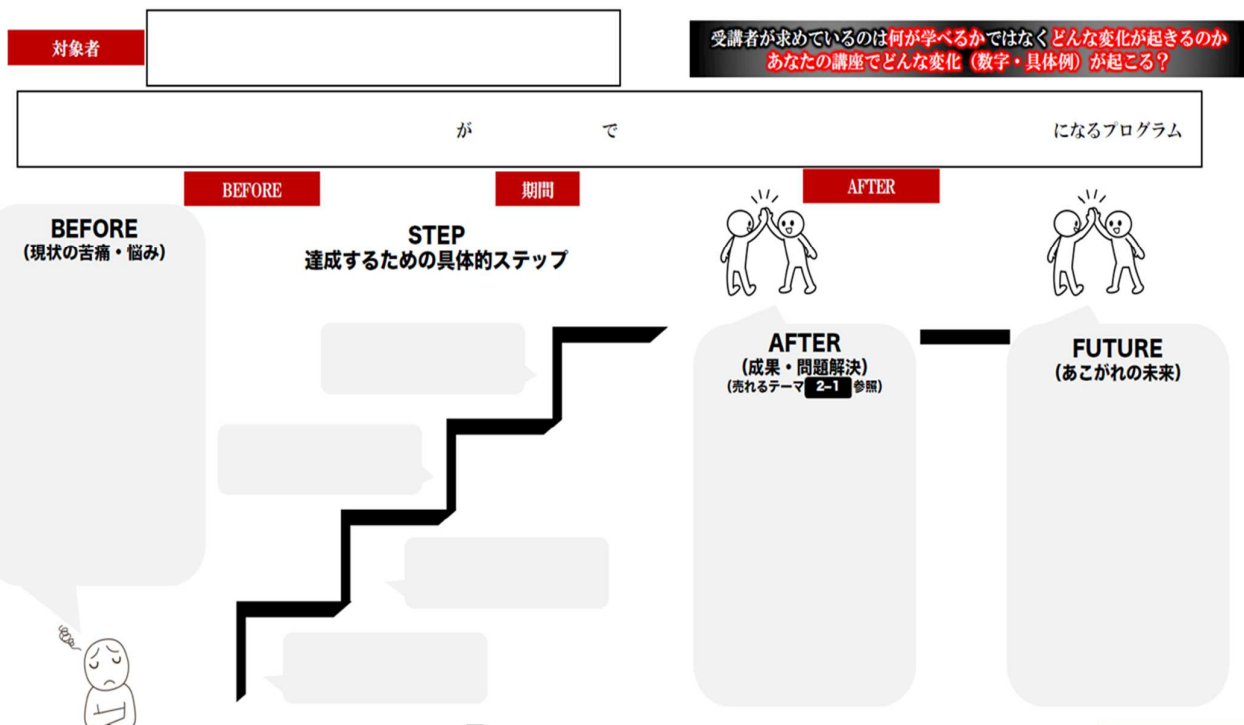 対象者
受講者が求めているのは何が学べるかではなくどんな変化が起きるのか
あなたの講座でどんな変化（数字・具体例）が起こる？
が で になるプログラム
BEFORE
期間
AFTER
BEFORE
(現状の苦痛・悩み)
STEP
達成するための具体的ステップ
AFTER
(成果・問題解決)
(売れるテーマ 2-1 参照)
FUTURE
(あこがれの未来)